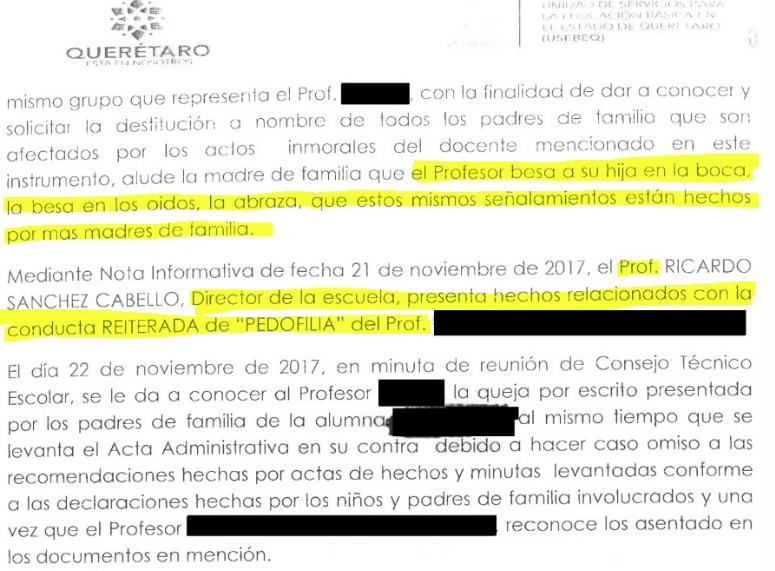 UNIDAD DE SERVICIOS PARA
LA EDUCACIÓN BÁSICA EN
EL ESTADO DE QUERÉTARO
(USEBEQ)
QUERÉTARO
ESTÁ EN NOSOTROS
mismo grupo que representa el Prof. , con la finalidad de dar a conocer y
solicitar la destitución a nombre de todos los padres de familia que son
afectados por los actos inmorales del docente mencionado en este
instrumento, alude la madre de familia que el Profesor besa a su hija en la boca,
la besa en los oídos, la abraza, que estos mismos señalamientos están hechos
por mas madres de familia.
Mediante Nota Informativa de fecha 21 de noviembre de 2017, el Prof. RICARDO
SANCHEZ CABELLO, Director de la escuela, presenta hechos relacionados con la
conducta REITERADA de "PEDOFILIA" del Prof.
El día 22 de noviembre de 2017, en minuta de reunión de Consejo Técnico
Escolar, se le da a conocer al Profesor la queja por escrito presentada
por los padres de familia de la alumna al mismo tiempo que se
levanta el Acta Administrativa en su contra debido a hacer caso omiso a las
recomendaciones hechas por actas de hechos y minutas levantadas conforme
a las declaraciones hechas por los niños y padres de familia involucrados y una
vez que el Profesor , reconoce los asentado en
los documentos en mención.